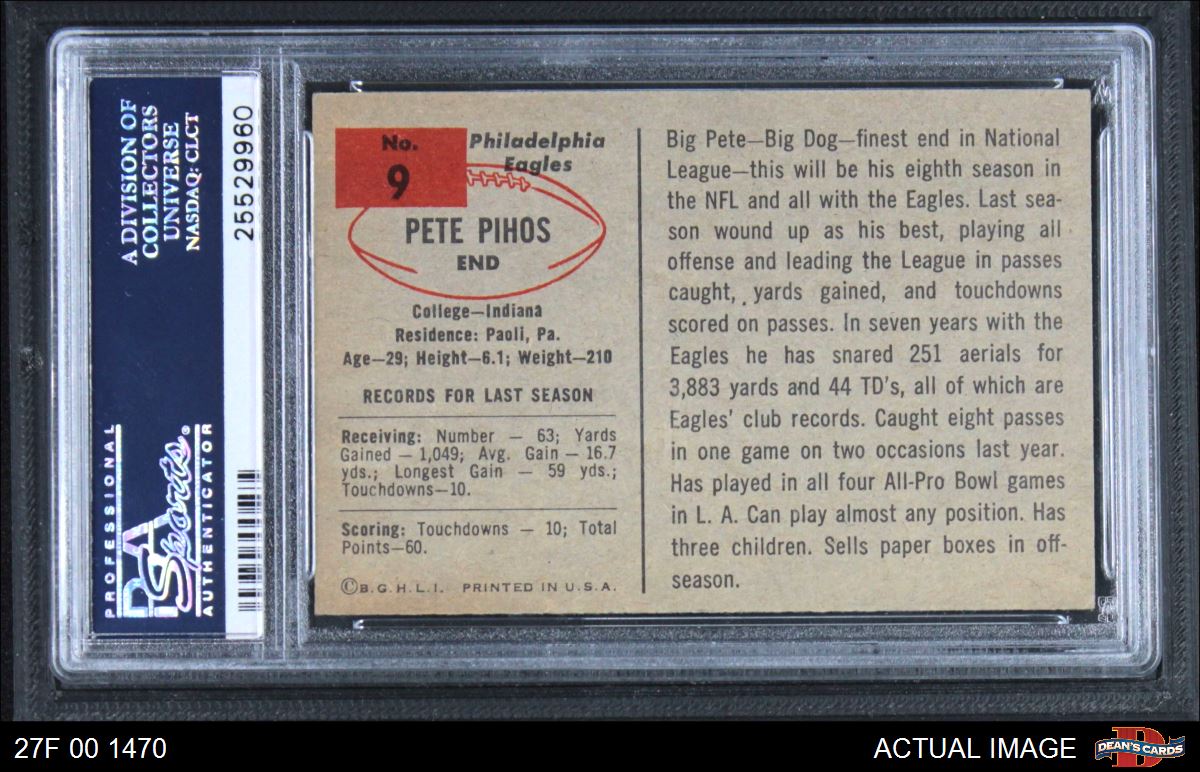 A DIVISION OF
COLLECTORS
UNIVERSE
NASDAQ: CLCT
25529960
PROFESSIONAL
PSA
Sports®
AUTHENTICATOR
No.
9
Philadelphia
Eagles
PETE PIHOS
END
College—Indiana
Residence: Paoli, Pa.
Age—29; Height—6.1; Weight—210
RECORDS FOR LAST SEASON
Receiving: Number — 63; Yards
Gained — 1,049; Avg. Gain — 16.7
yds.; Longest Gain — 59 yds.;
Touchdowns—10.
Scoring: Touchdowns — 10; Total
Points—60.
©B.G.H.L.I. PRINTED IN U.S.A.
Big Pete—Big Dog—finest end in National
League—this will be his eighth season in
the NFL and all with the Eagles. Last sea-
son wound up as his best, playing all
offense and leading the League in passes
caught, yards gained, and touchdowns
scored on passes. In seven years with the
Eagles he has snared 251 aerials for
3,883 yards and 44 TD's, all of which are
Eagles' club records. Caught eight passes
in one game on two occasions last year.
Has played in all four All-Pro Bowl games
in L. A. Can play almost any position. Has
three children. Sells paper boxes in off-
season.
27F 00 1470
ACTUAL IMAGE
DEAN'S CARDS